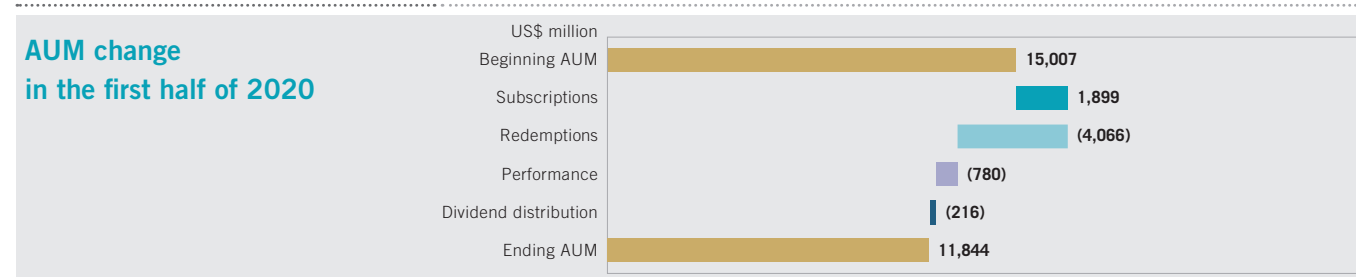 AUM change
in the first half of 2020
US$ million
Beginning AUM 15,007
Subscriptions 1,899
Redemptions (4,066)
Performance (780)
Dividend distribution (216)
Ending AUM 11,844